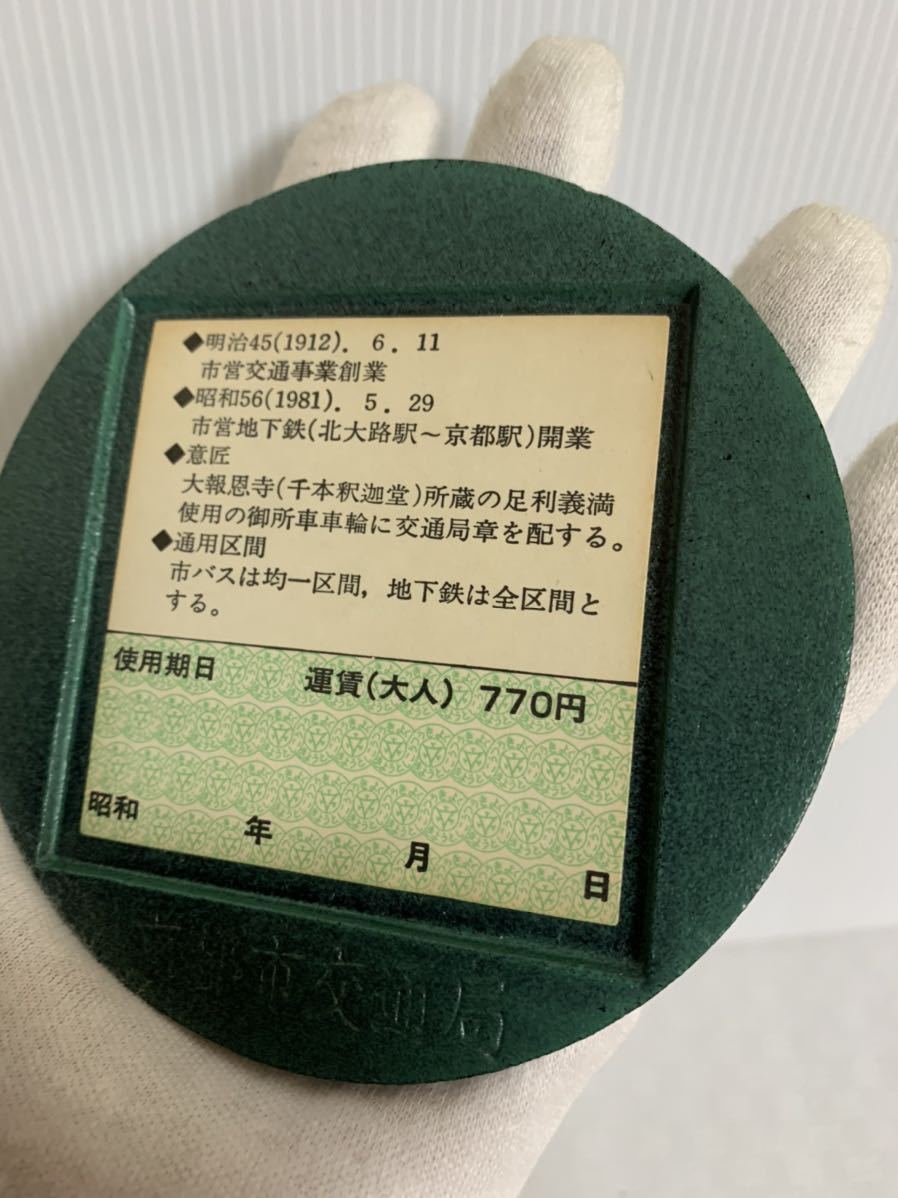 ◆明治45(1912). 6. 11
市営交通事業創業
◆昭和56(1981). 5. 29
市営地下鉄(北大路駅～京都駅)開業
◆意匠
大報恩寺(千本釈迦堂)所蔵の足利義満
使用の御所車車輪に交通局章を配する。
◆通用区間
市バスは均一区間，地下鉄は全区間と
する。
使用期日 運賃(大人) 770円
昭和 年 月 日
京都市交通局